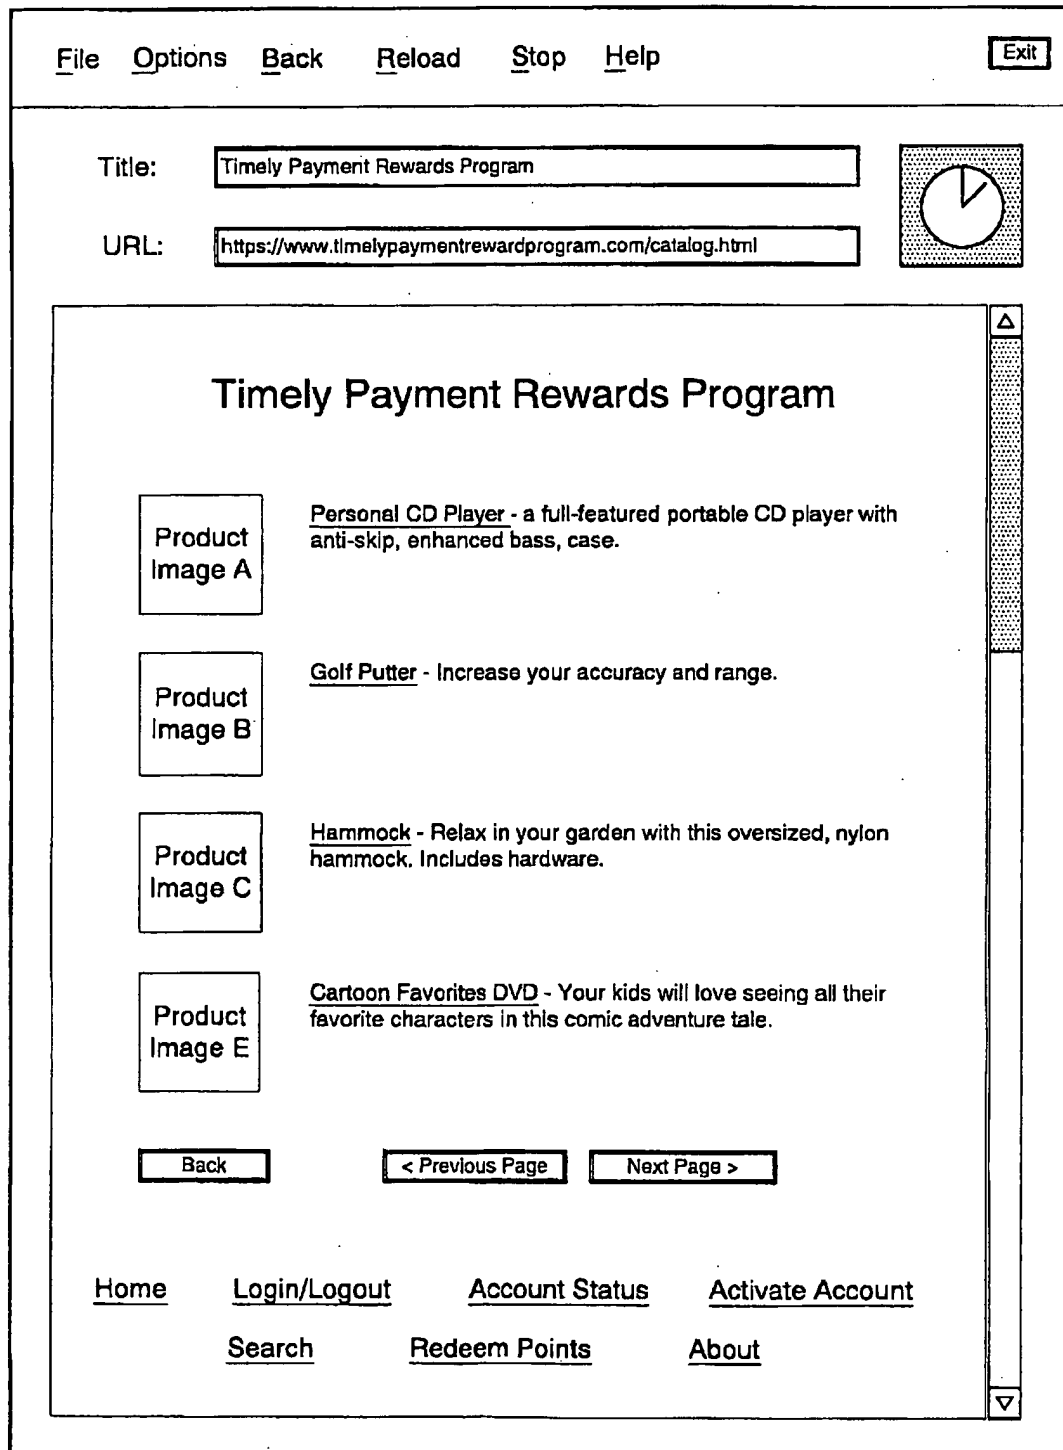 File Options Back Reload Stop Help Exit
Title: Timely Payment Rewards Program
URL: https://www.timelypaymentrewardprogram.com/catalog.html
Timely Payment Rewards Program
Product
Image A
Personal CD Player - a full-featured portable CD player with
anti-skip, enhanced bass, case.
Product
Image B
Golf Putter - Increase your accuracy and range.
Product
Image C
Hammock - Relax in your garden with this oversized, nylon
hammock. Includes hardware.
Product
Image E
Cartoon Favorites DVD - Your kids will love seeing all their
favorite characters in this comic adventure tale.
Back < Previous Page Next Page >
Home Login/Logout Account Status Activate Account
Search Redeem Points About